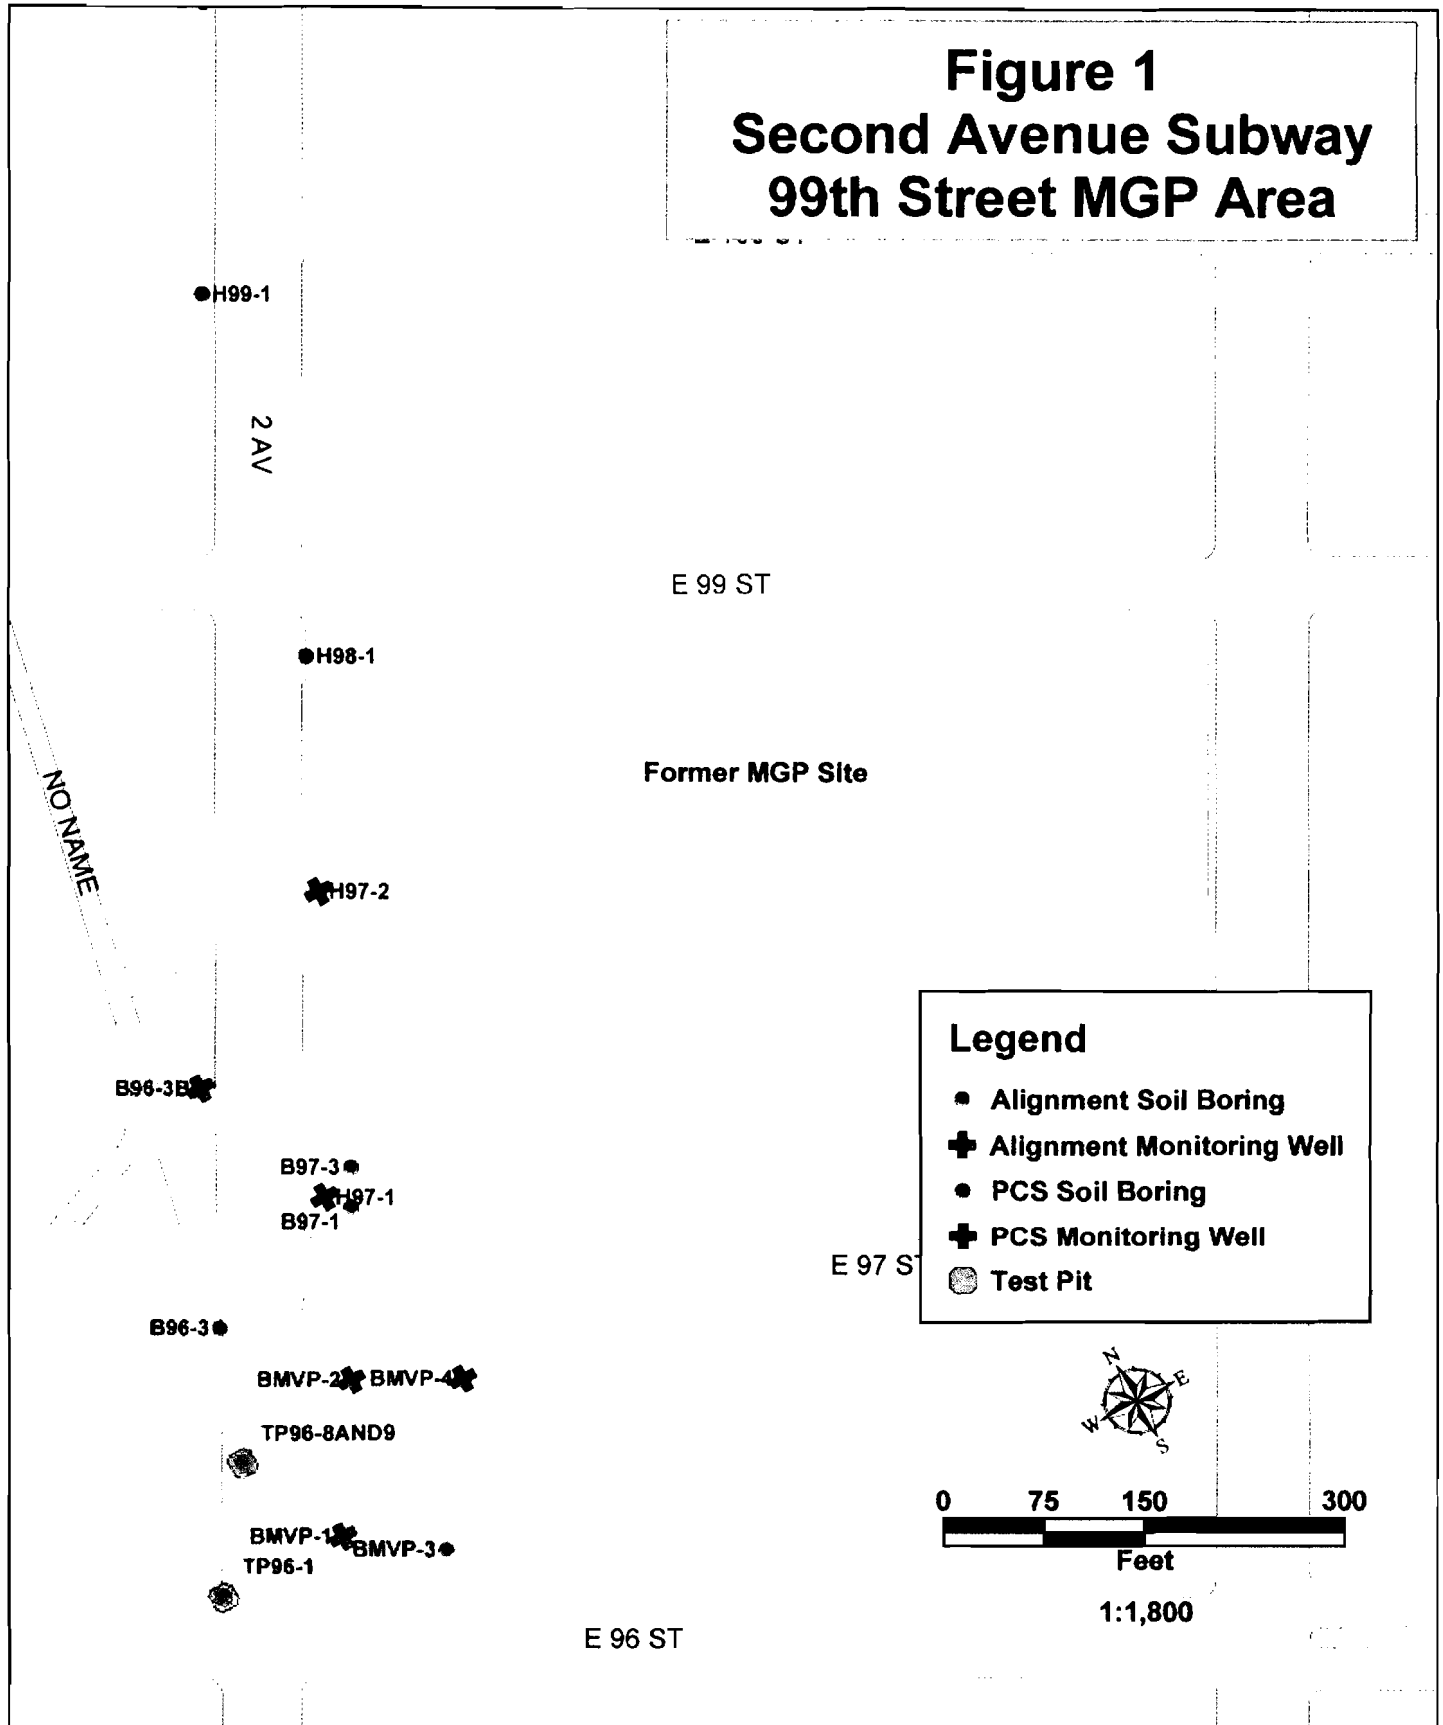 Figure 1
Second Avenue Subway
99th Street MGP Area
H99-1
2 AV
E 99 ST
H98-1
Former MGP Site
NO NAME
H97-2
B96-3B
B97-3
H97-1
B97-1
E 97 ST
B96-3
BMVP-2
BMVP-4
TP96-8AND9
BMVP-1
BMVP-3
TP96-1
E 96 ST
Legend
Alignment Soil Boring
Alignment Monitoring Well
PCS Soil Boring
PCS Monitoring Well
Test Pit
N
E
W
S
0 75 150 300
Feet
1:1,800